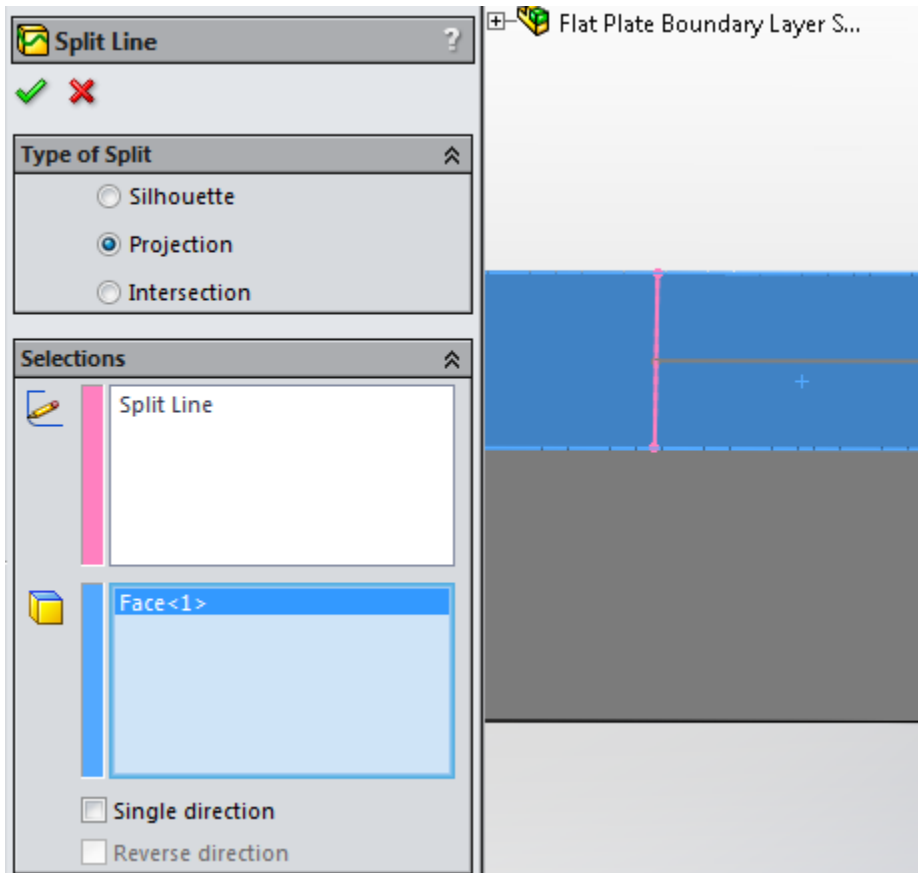 Split Line
?
Flat Plate Boundary Layer S...
Type of Split
Silhouette
Projection
Intersection
Selections
Split Line
Face<1>
Single direction
Reverse direction